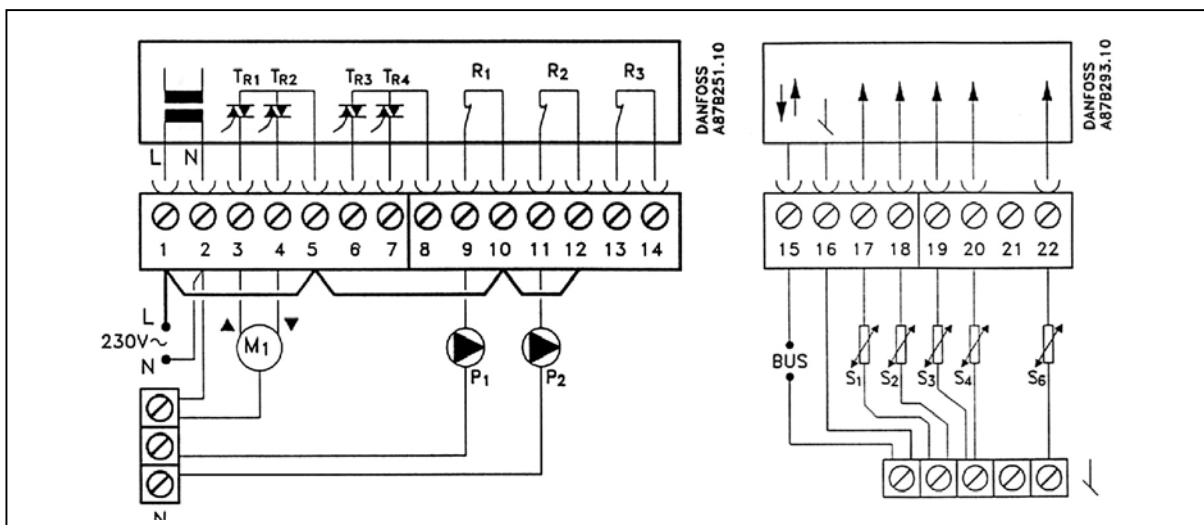 TR1 TR2 TR3 TR4 R1 R2 R3
L N
DANFOSS
A87B251.10
1 2 3 4 5 6 7 8 9 10 11 12 13 14
L
230V~
N
M1
P1
P2
N
DANFOSS
A87B293.10
15 16 17 18 19 20 21 22
BUS
S1 S2 S3 S4 S6